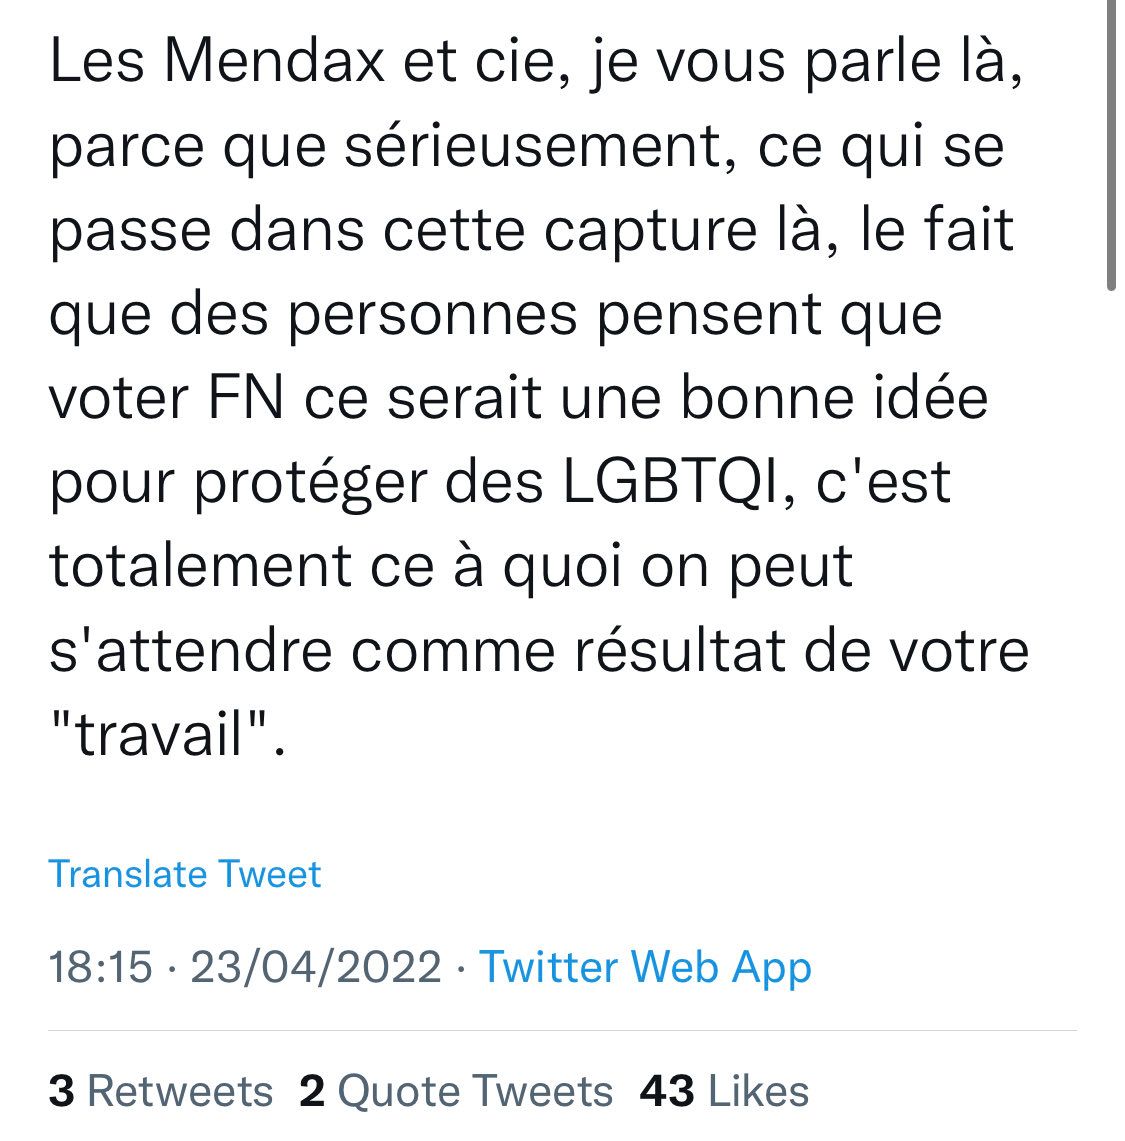 Les Mendax et cie, je vous parle là,
parce que sérieusement, ce qui se
passe dans cette capture là, le fait
que des personnes pensent que
voter FN ce serait une bonne idée
pour protéger des LGBTQI, c'est
totalement ce à quoi on peut
s'attendre comme résultat de votre
"travail".
Translate Tweet
18:15 · 23/04/2022 · Twitter Web App
3 Retweets 2 Quote Tweets 43 Likes